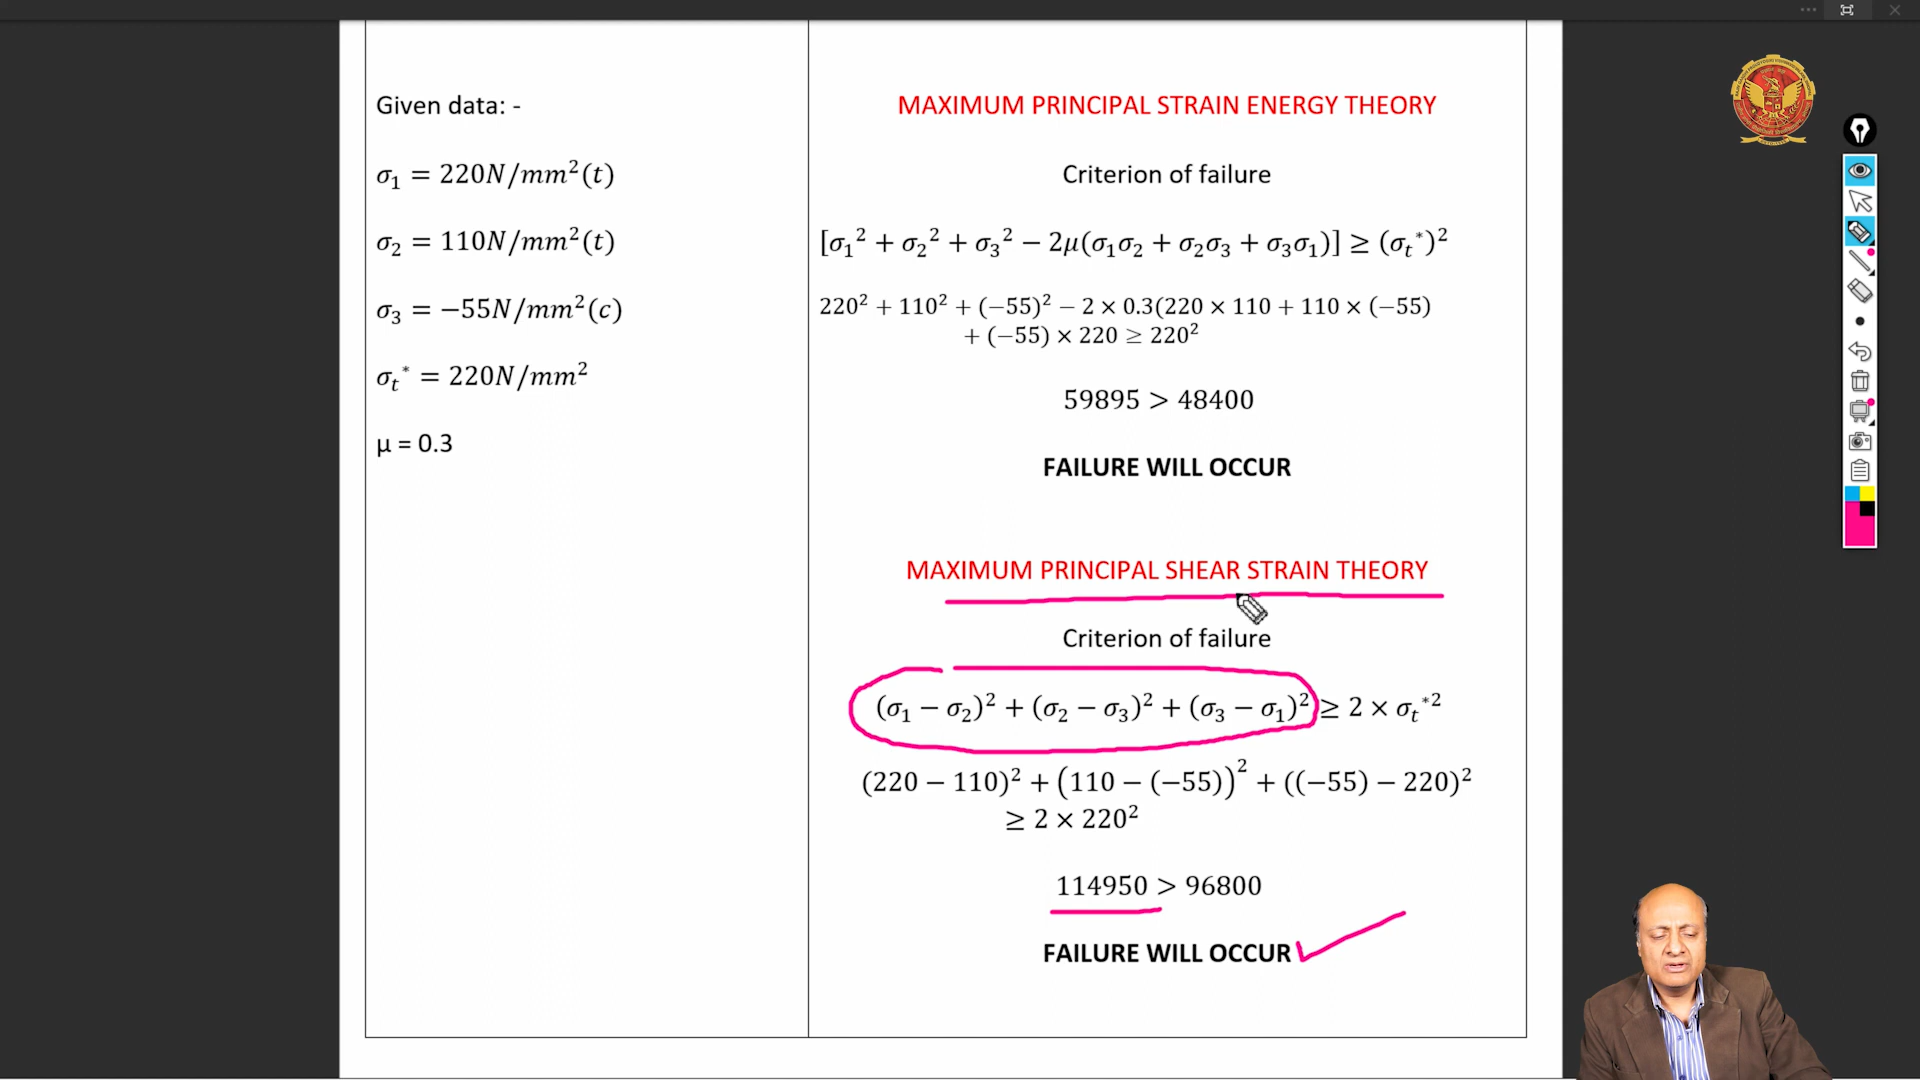 Given data: -
σ₁ = 220N/mm²(t)
σ₂ = 110N/mm²(t)
σ₃ = −55N/mm²(c)
σₜ* = 220N/mm²
μ = 0.3
MAXIMUM PRINCIPAL STRAIN ENERGY THEORY
Criterion of failure
[σ₁² + σ₂² + σ₃² − 2μ(σ₁σ₂ + σ₂σ₃ + σ₃σ₁)] ≥ (σₜ*)²
220² + 110² + (−55)² − 2 × 0.3(220 × 110 + 110 × (−55)
+ (−55) × 220 ≥ 220²
59895 > 48400
FAILURE WILL OCCUR
MAXIMUM PRINCIPAL SHEAR STRAIN THEORY
Criterion of failure
(σ₁ − σ₂)² + (σ₂ − σ₃)² + (σ₃ − σ₁)² ≥ 2 × σₜ*²
(220 − 110)² + (110 − (−55))² + ((−55) − 220)²
≥ 2 × 220²
114950 > 96800
FAILURE WILL OCCUR